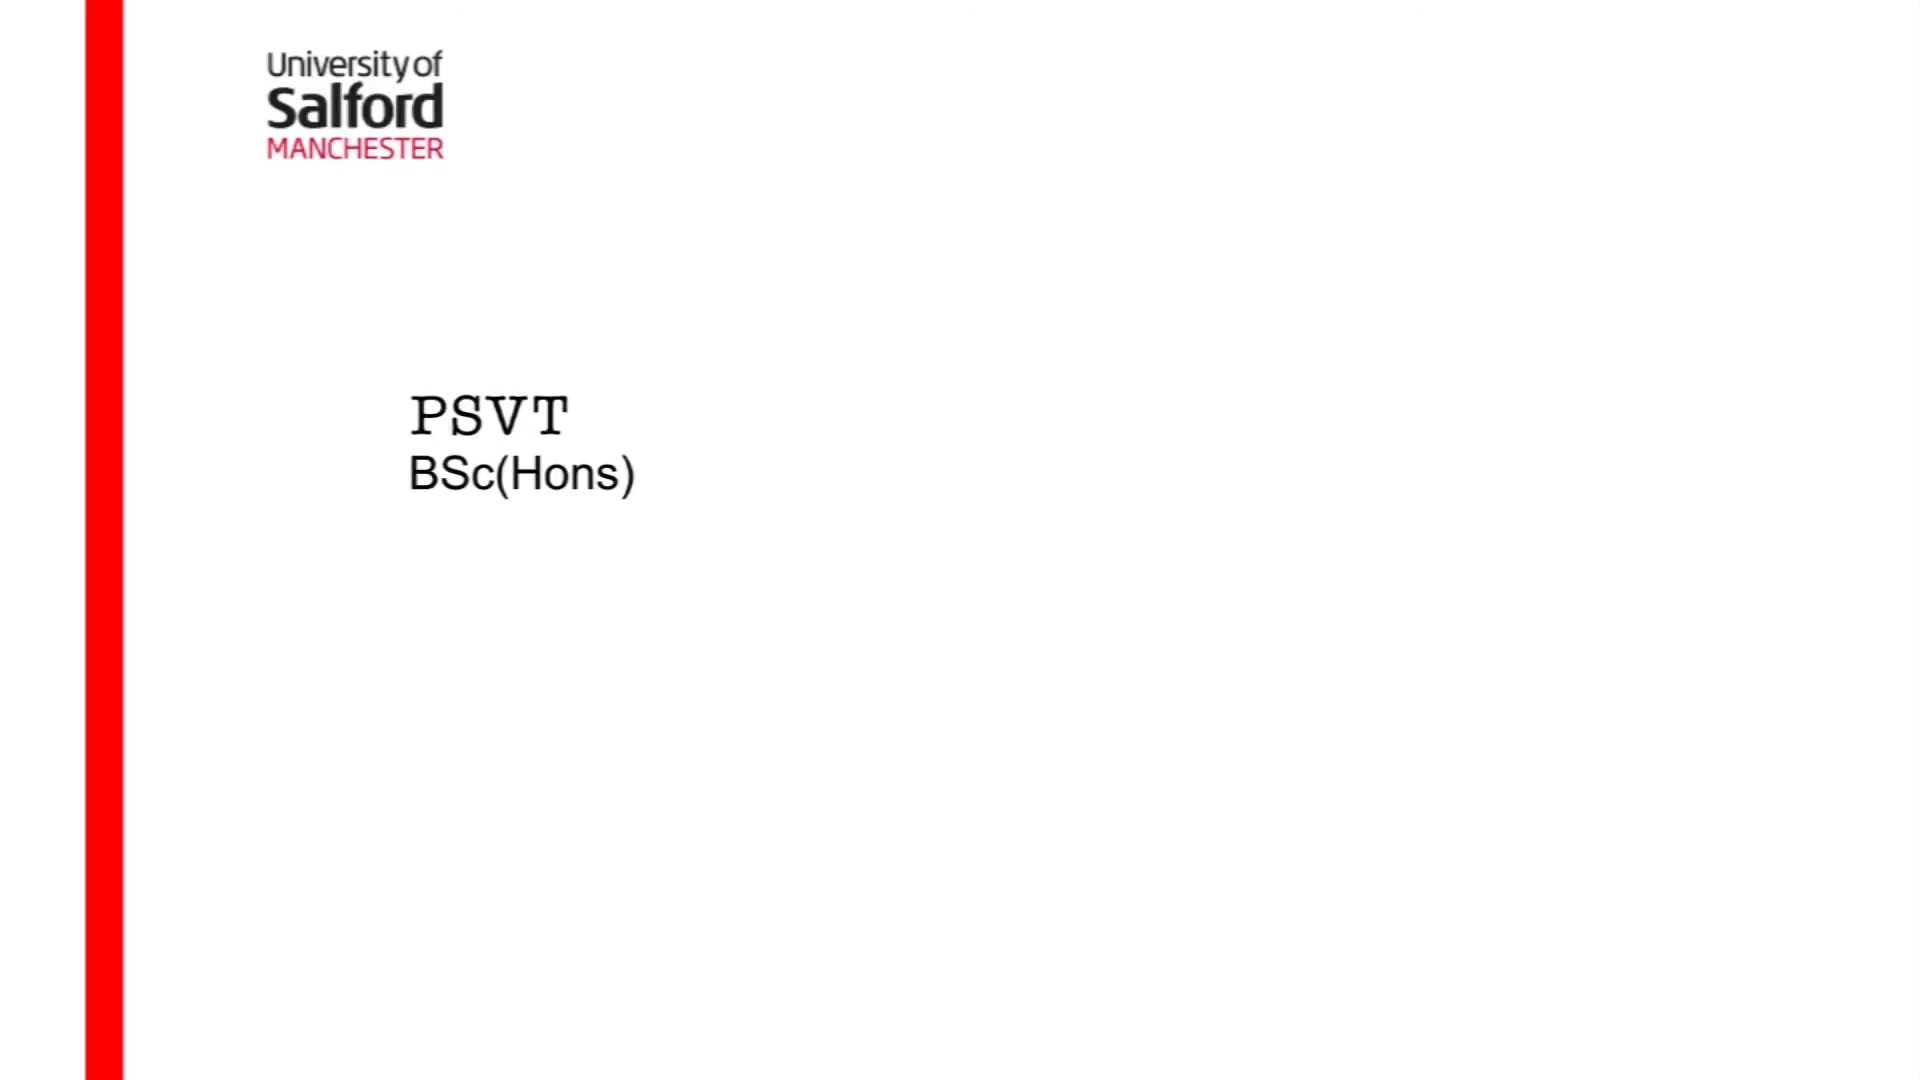 University of
Salford
MANCHESTER
PSVT
BSc(Hons)